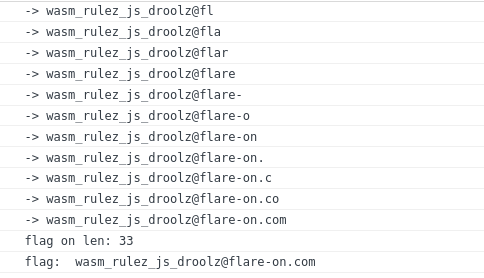 -> wasm_rulez_js_droolz@fl
-> wasm_rulez_js_droolz@fla
-> wasm_rulez_js_droolz@flar
-> wasm_rulez_js_droolz@flare
-> wasm_rulez_js_droolz@flare-
-> wasm_rulez_js_droolz@flare-o
-> wasm_rulez_js_droolz@flare-on
-> wasm_rulez_js_droolz@flare-on.
-> wasm_rulez_js_droolz@flare-on.c
-> wasm_rulez_js_droolz@flare-on.co
-> wasm_rulez_js_droolz@flare-on.com
flag on len: 33
flag:  wasm_rulez_js_droolz@flare-on.com